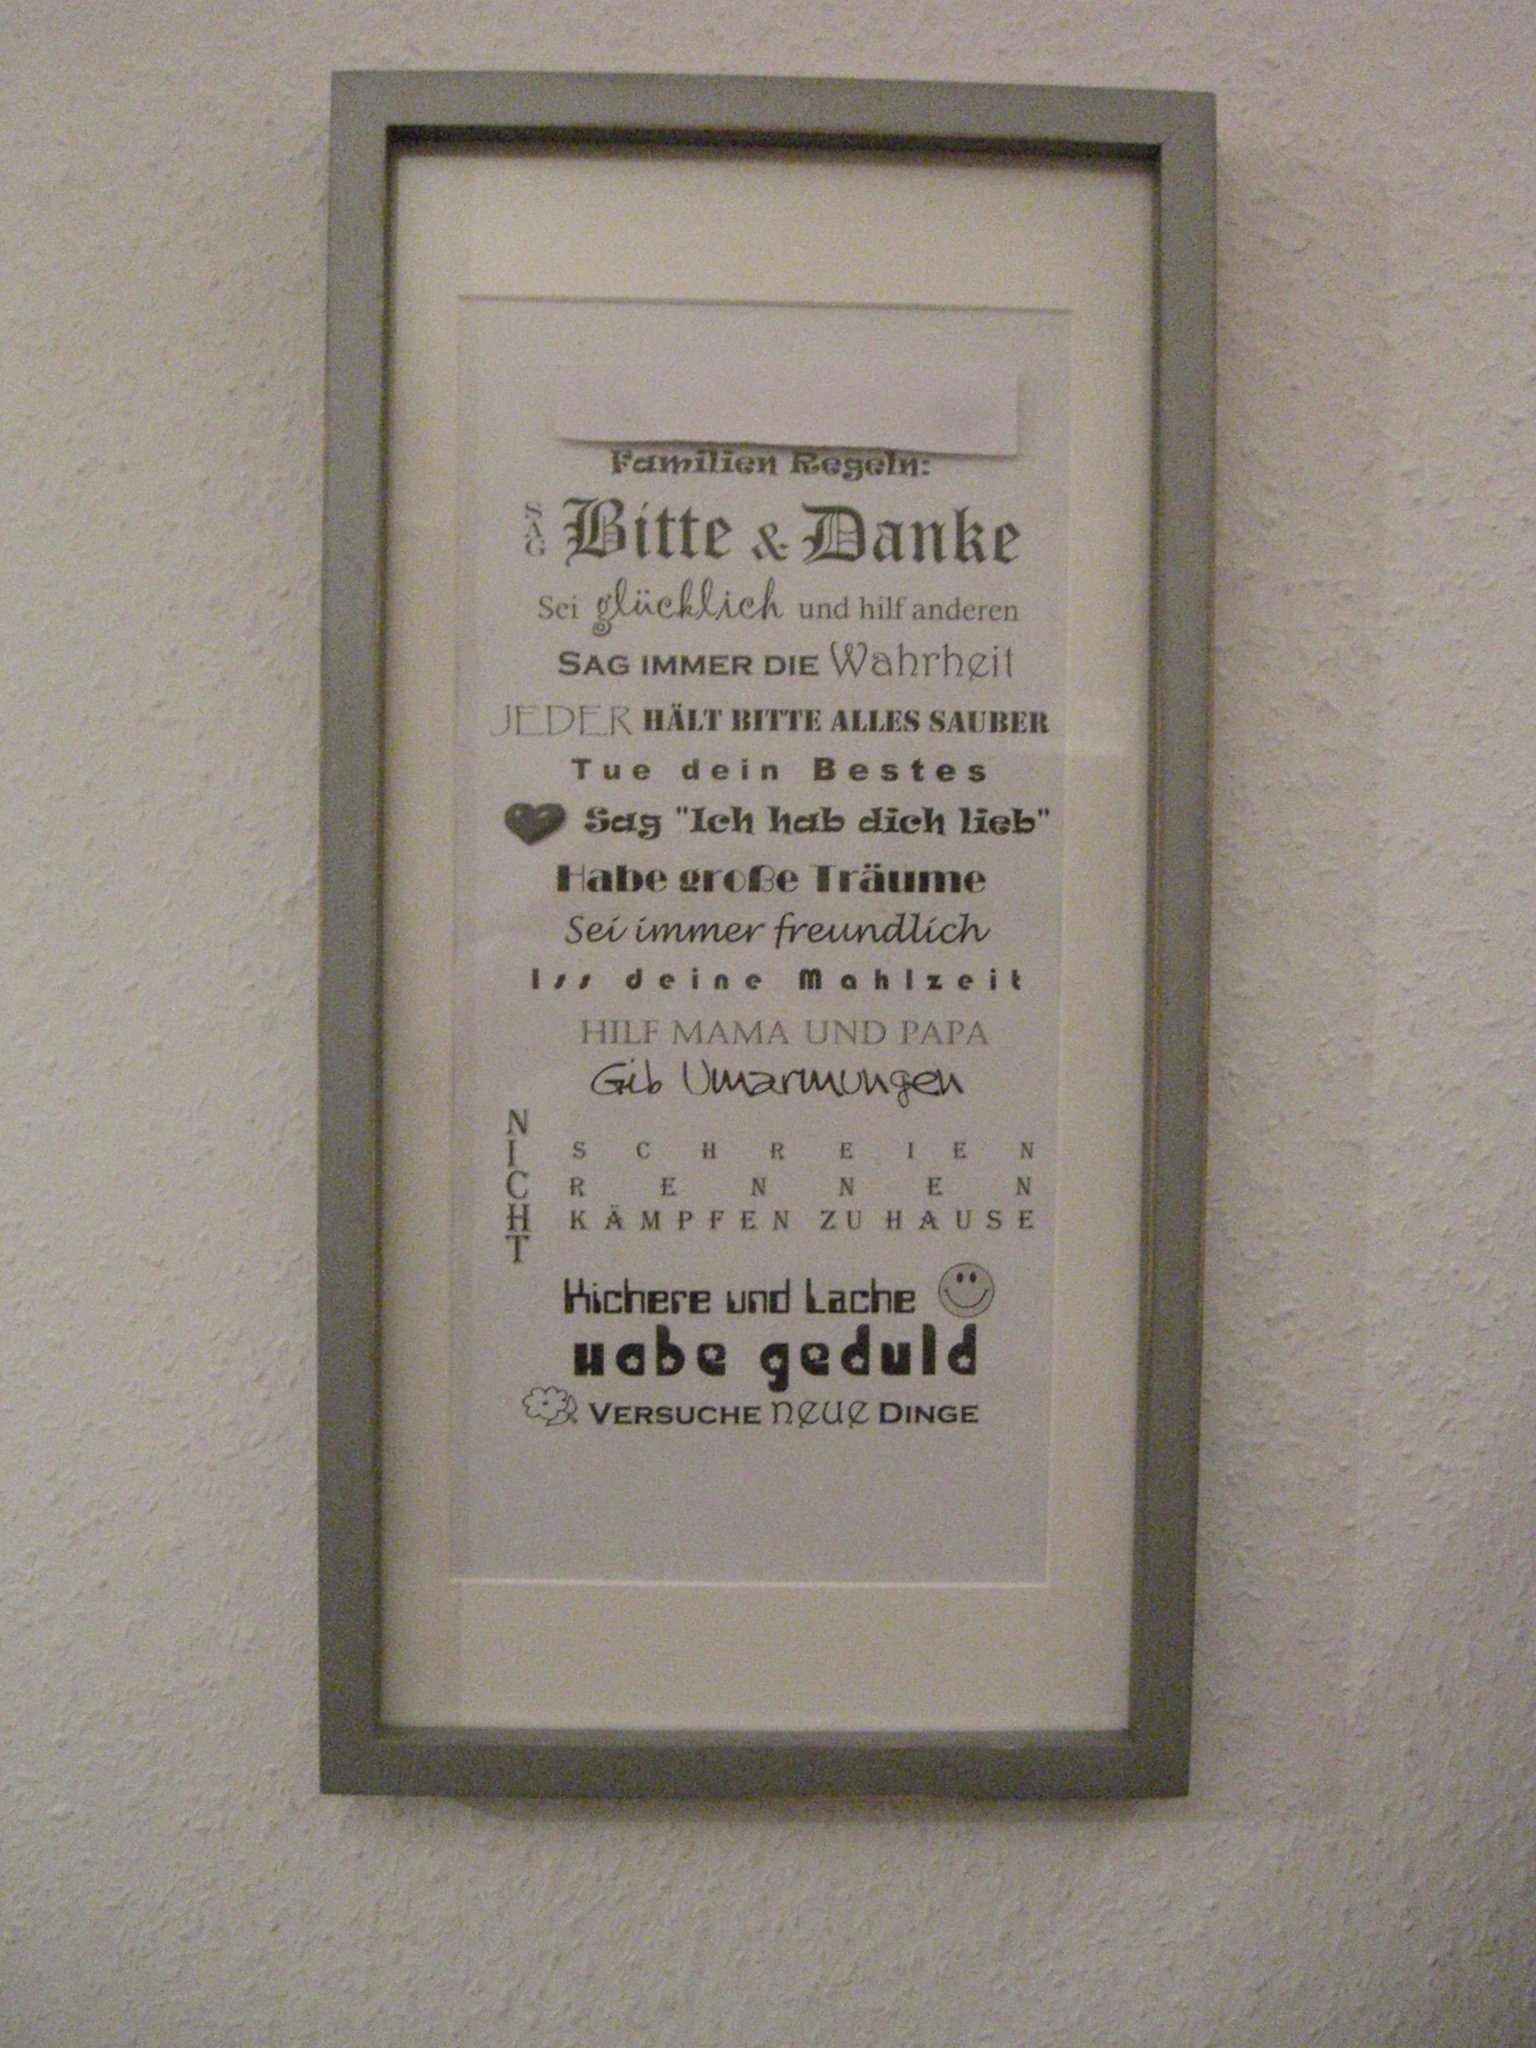 Familien Regeln:
SAG Bitte & Danke
Sei glücklich und hilf anderen
SAG IMMER DIE Wahrheit
JEDER HÄLT BITTE ALLES SAUBER
Tue dein Bestes
Sag "Ich hab dich lieb"
Habe große Träume
Sei immer freundlich
Iss deine Mahlzeit
HILF MAMA UND PAPA
Gib Umarmungen
NICHT
SCHREIEN
RENNEN
KÄMPFEN ZU HAUSE
Kichere und Lache
Habe geduld
VERSUCHE neue DINGE